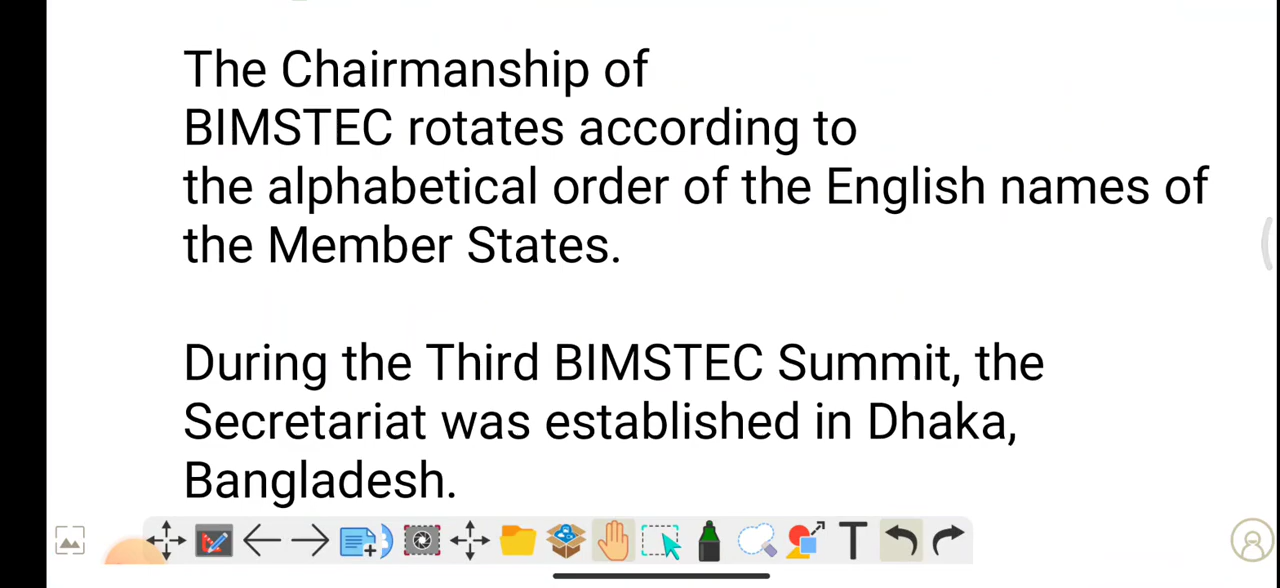 The Chairmanship of
BIMSTEC rotates according to
the alphabetical order of the English names of
the Member States.
During the Third BIMSTEC Summit, the
Secretariat was established in Dhaka,
Bangladesh.
T